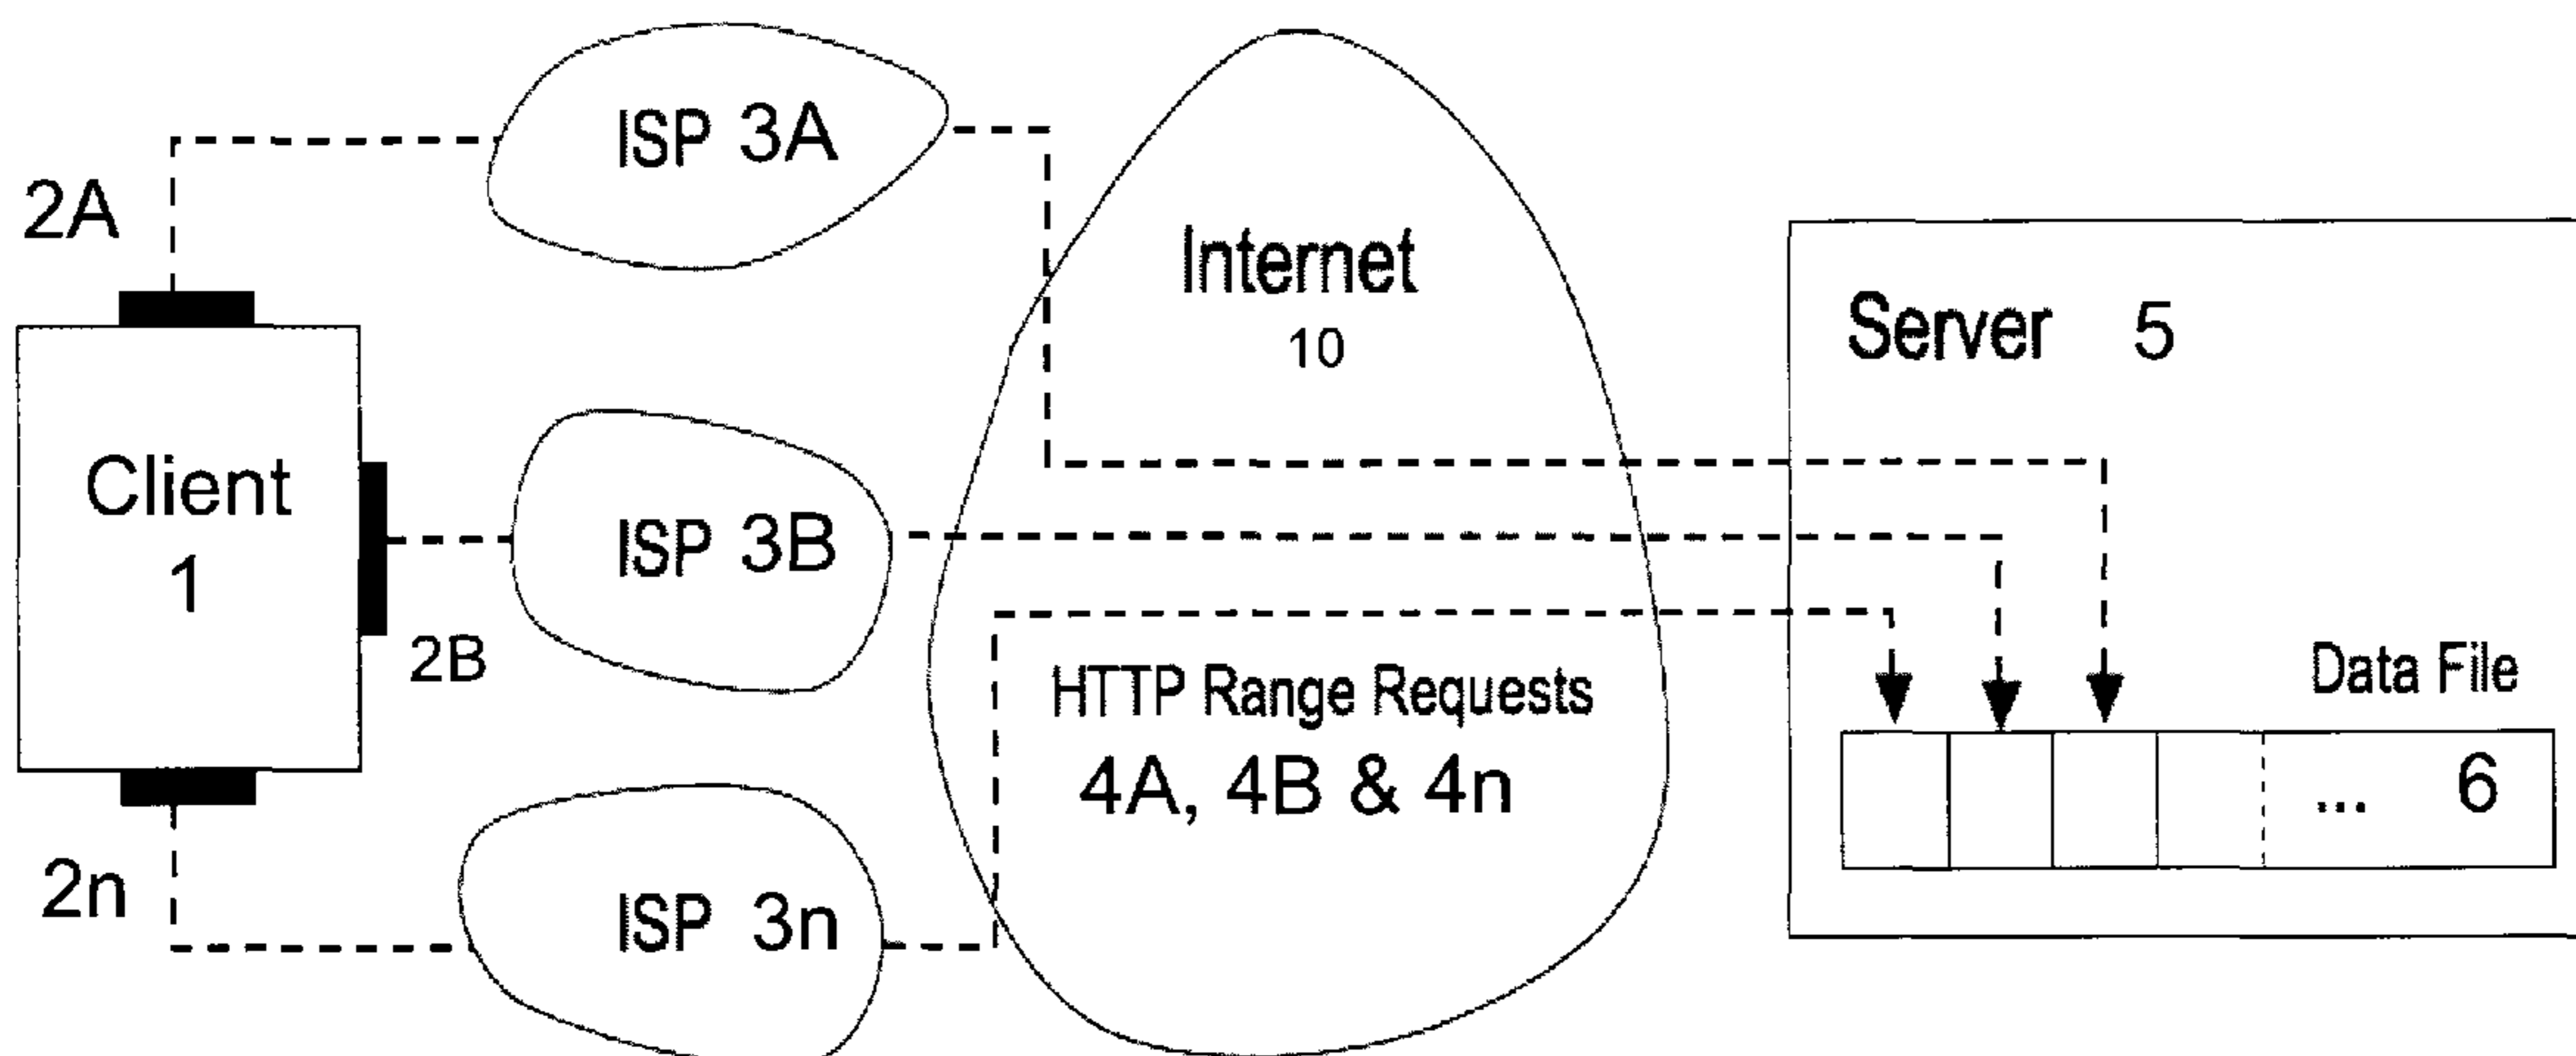 ISP 3A
2A
Internet
10
Server 5
Client
1
ISP 3B
2B
HTTP Range Requests
4A, 4B & 4n
Data File
... 6
2n
ISP 3n